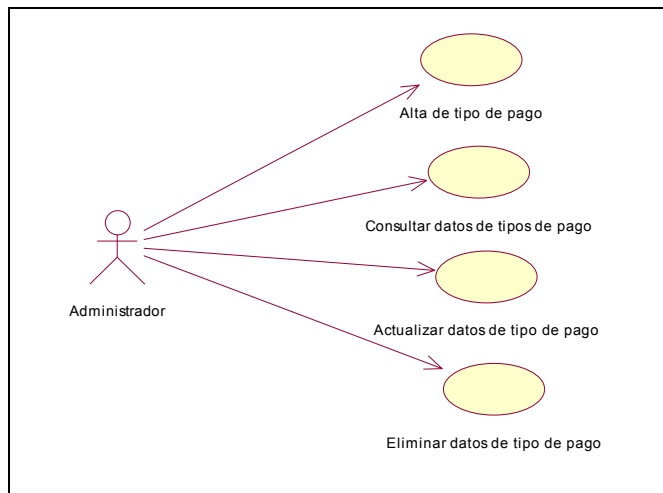 Alta de tipo de pago
Consultar datos de tipos de pago
Administrador
Actualizar datos de tipo de pago
Eliminar datos de tipo de pago